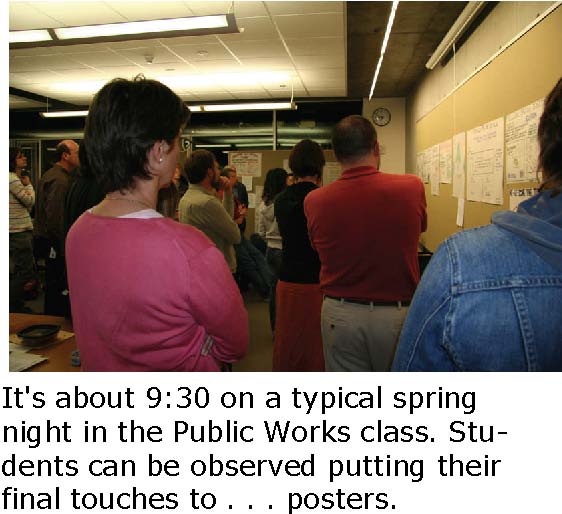 It's about 9:30 on a typical spring
night in the Public Works class. Stu-
dents can be observed putting their
final touches to . . . posters.